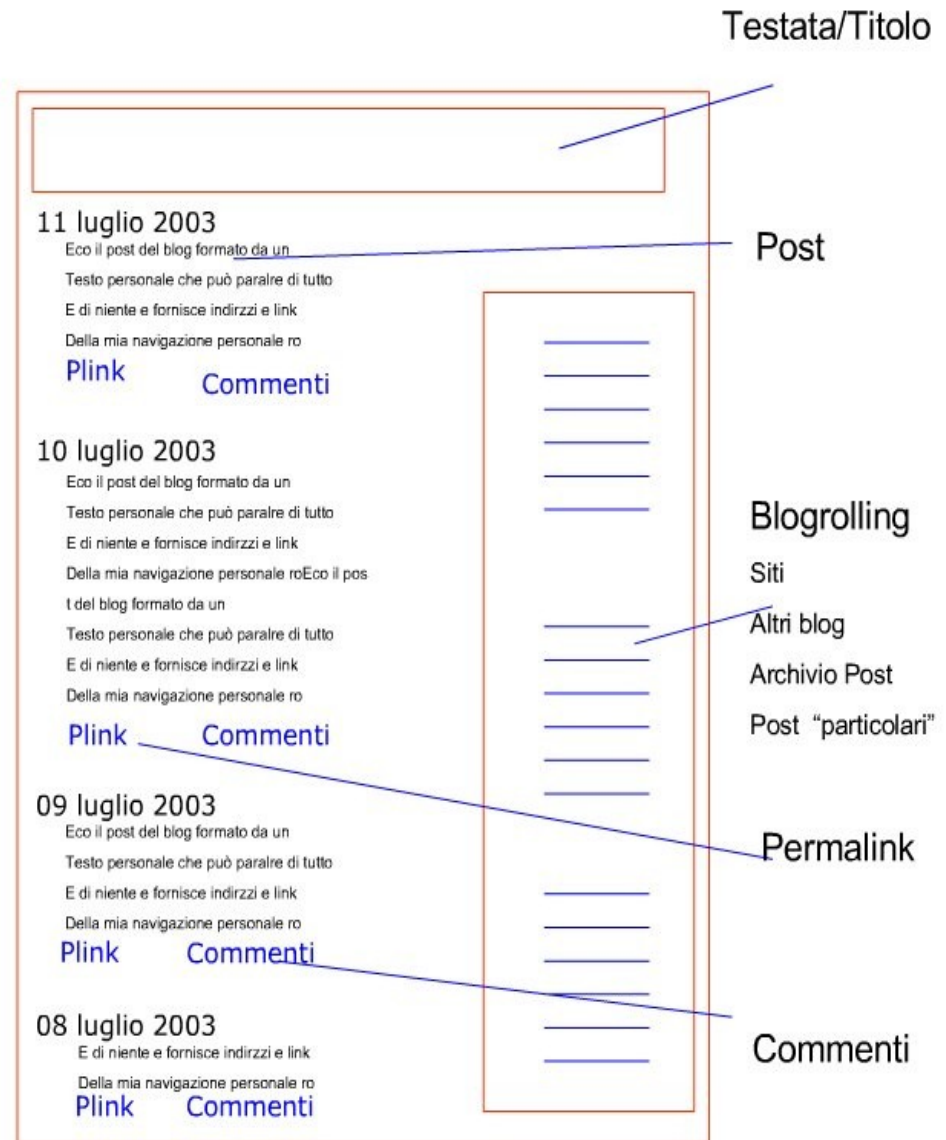 Testata/Titolo
11 luglio 2003
Eco il post del blog formato da un
Testo personale che può paralre di tutto
E di niente e fornisce indirzzi e link
Della mia navigazione personale ro
Plink Commenti
Post
10 luglio 2003
Eco il post del blog formato da un
Testo personale che può paralre di tutto
E di niente e fornisce indirzzi e link
Della mia navigazione personale roEco il pos
t del blog formato da un
Testo personale che può paralre di tutto
E di niente e fornisce indirzzi e link
Della mia navigazione personale ro
Plink Commenti
Blogrolling
Siti
Altri blog
Archivio Post
Post “particolari”
09 luglio 2003
Eco il post del blog formato da un
Testo personale che può paralre di tutto
E di niente e fornisce indirzzi e link
Della mia navigazione personale ro
Plink Commenti
Permalink
08 luglio 2003
E di niente e fornisce indirzzi e link
Della mia navigazione personale ro
Plink Commenti
Commenti